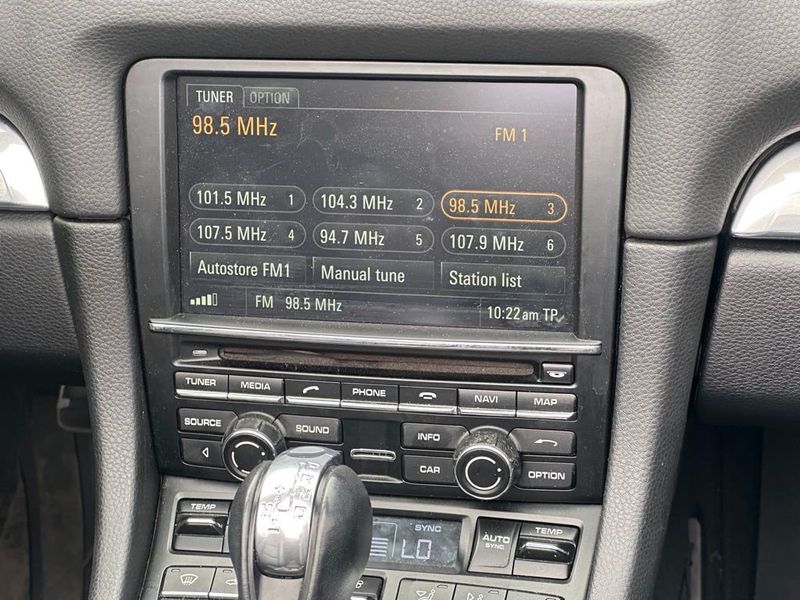 TUNER OPTION
98.5 MHz FM 1
101.5 MHz 1 104.3 MHz 2 98.5 MHz 3
107.5 MHz 4 94.7 MHz 5 107.9 MHz 6
Autostore FM1 Manual tune Station list
FM 98.5 MHz 10:22 am TP
TUNER MEDIA PHONE NAVI MAP
SOURCE SOUND INFO
CAR OPTION
TEMP SYNC AUTO SYNC TEMP
LO